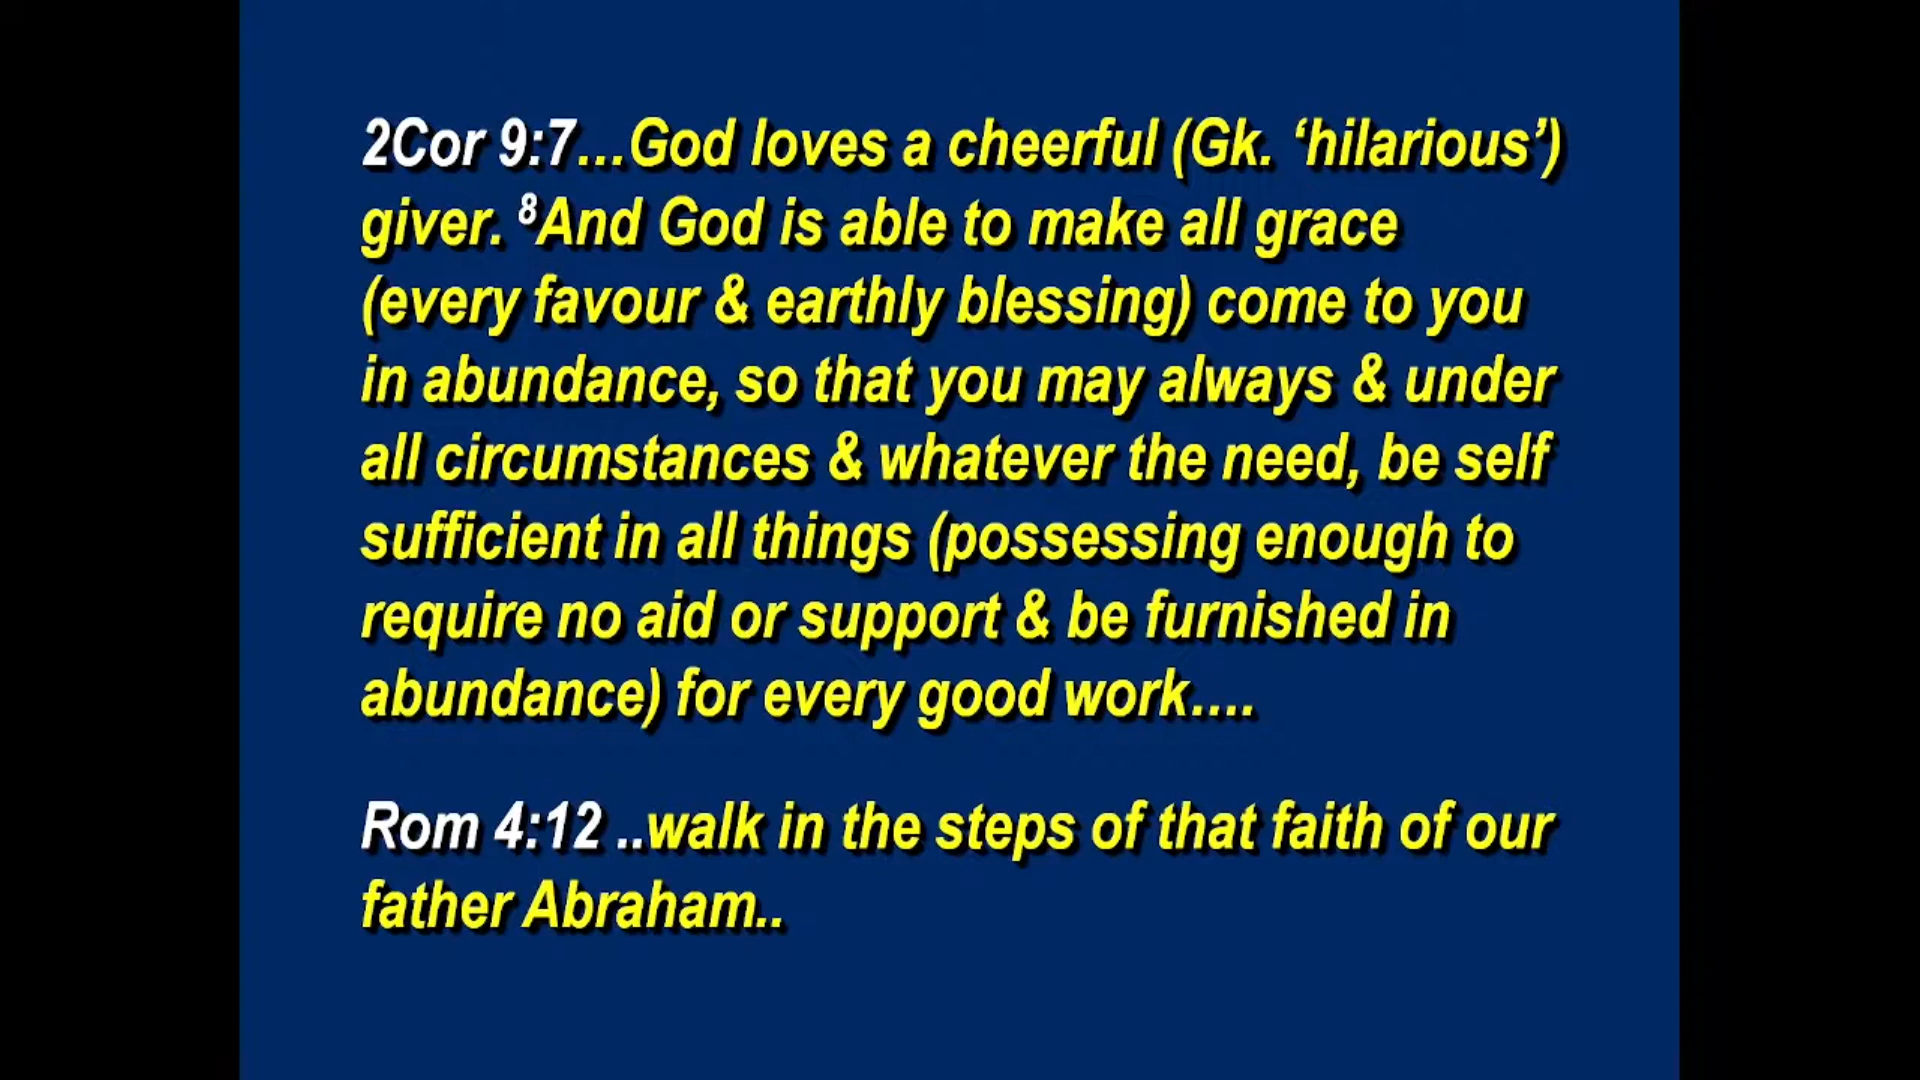 2Cor 9:7...God loves a cheerful (Gk. ‘hilarious’)
giver. ⁸And God is able to make all grace
(every favour & earthly blessing) come to you
in abundance, so that you may always & under
all circumstances & whatever the need, be self
sufficient in all things (possessing enough to
require no aid or support & be furnished in
abundance) for every good work....
Rom 4:12 ..walk in the steps of that faith of our
father Abraham..